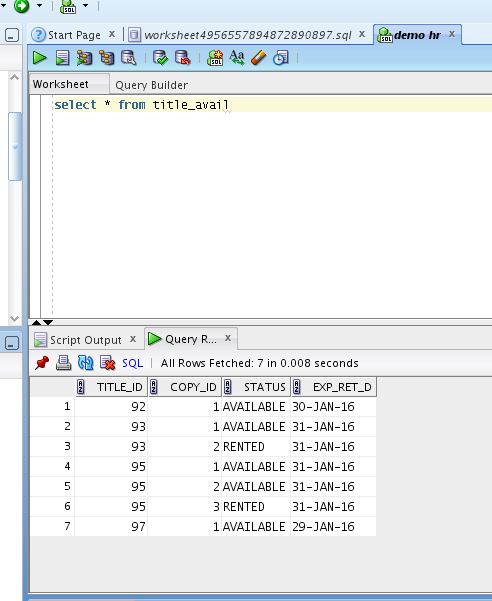 Start Page x worksheet4956557894872890897.sql x demo hr x
Worksheet Query Builder
select * from title_avail
Script Output x Query R... x
SQL | All Rows Fetched: 7 in 0.008 seconds
TITLE_ID COPY_ID STATUS EXP_RET_D
1 92 1 AVAILABLE 30-JAN-16
2 93 1 AVAILABLE 31-JAN-16
3 93 2 RENTED 31-JAN-16
4 95 1 AVAILABLE 31-JAN-16
5 95 2 AVAILABLE 31-JAN-16
6 95 3 RENTED 31-JAN-16
7 97 1 AVAILABLE 29-JAN-16